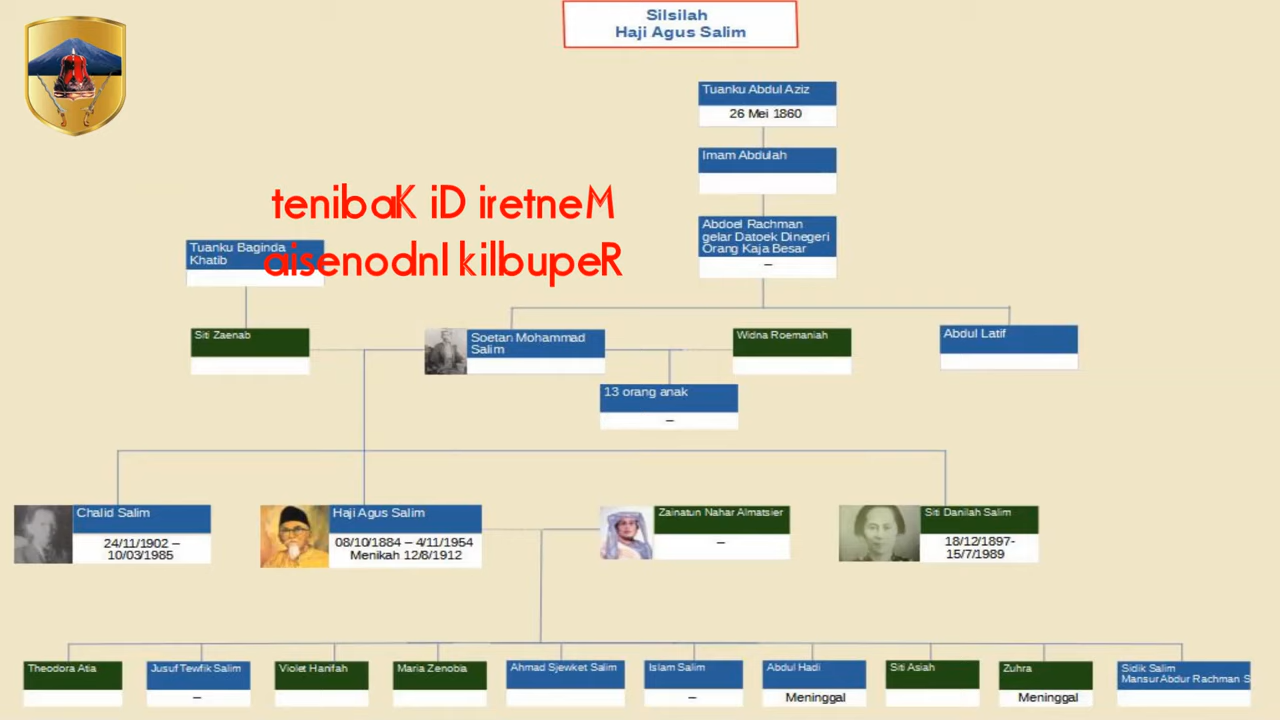 Silsilah
Haji Agus Salim
Tuanku Abdul Aziz
26 Mei 1860
Imam Abdulah
tenibaK iD iretneM
aisenodnI kilbupeR
Abdoel Rachman
gelar Datoek Dinegeri
Orang Kaja Besar
–
Tuanku Baginda
Khatib
Siti Zaenab
Soetan Mohammad
Salim
Widna Roemaniah
Abdul Latif
13 orang anak
–
Chalid Salim
24/11/1902 –
10/03/1985
Haji Agus Salim
08/10/1884 – 4/11/1954
Menikah 12/8/1912
Zainatun Nahar Almatsier
–
Siti Danilah Salim
18/12/1897-
15/7/1989
Theodora Atia
Jusuf Tewfik Salim
–
Violet Hanifah
Maria Zenobia
Ahmad Sjewket Salim
Islam Salim
–
Abdul Hadi
Meninggal
Siti Asiah
Zuhra
Meninggal
Sidik Salim
Mansur Abdur Rachman S